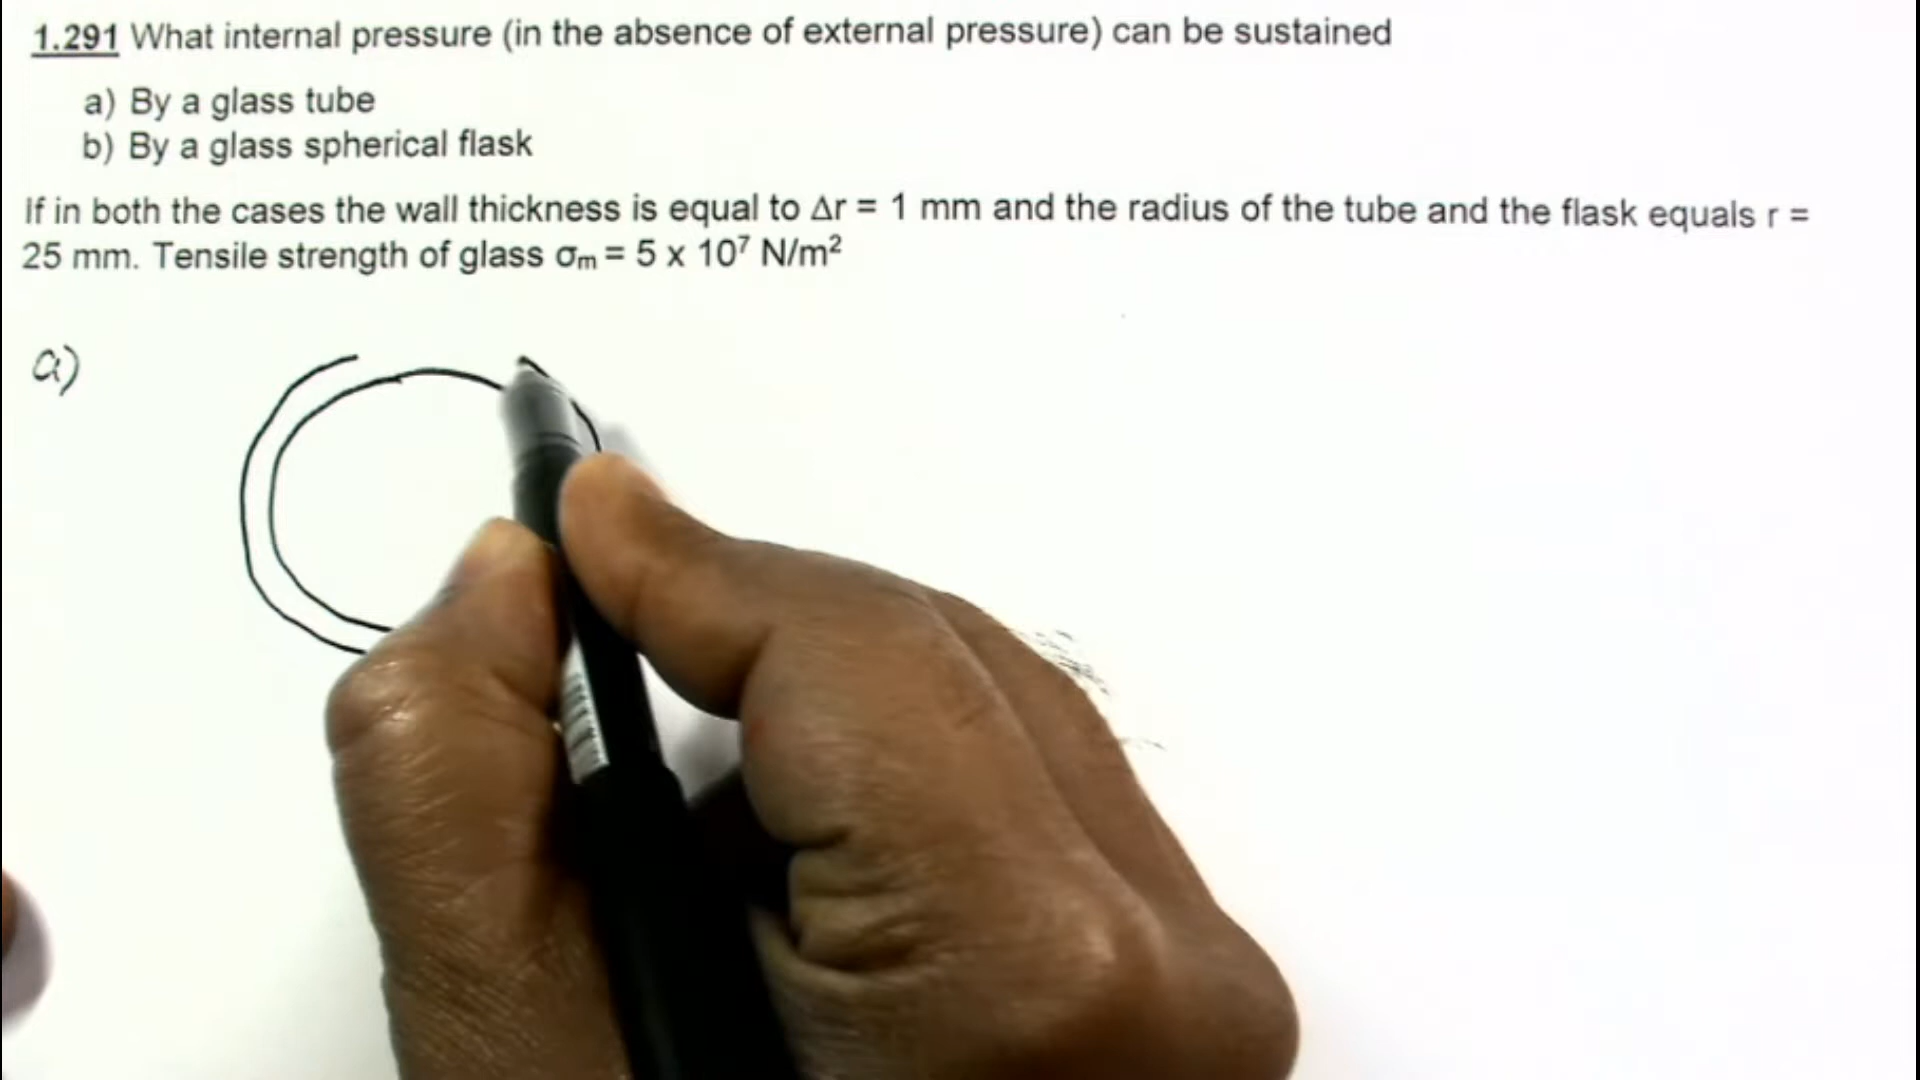 1.291 What internal pressure (in the absence of external pressure) can be sustained
a) By a glass tube
b) By a glass spherical flask
If in both the cases the wall thickness is equal to Δr = 1 mm and the radius of the tube and the flask equals r =
25 mm. Tensile strength of glass σm = 5 x 10⁷ N/m²
a)